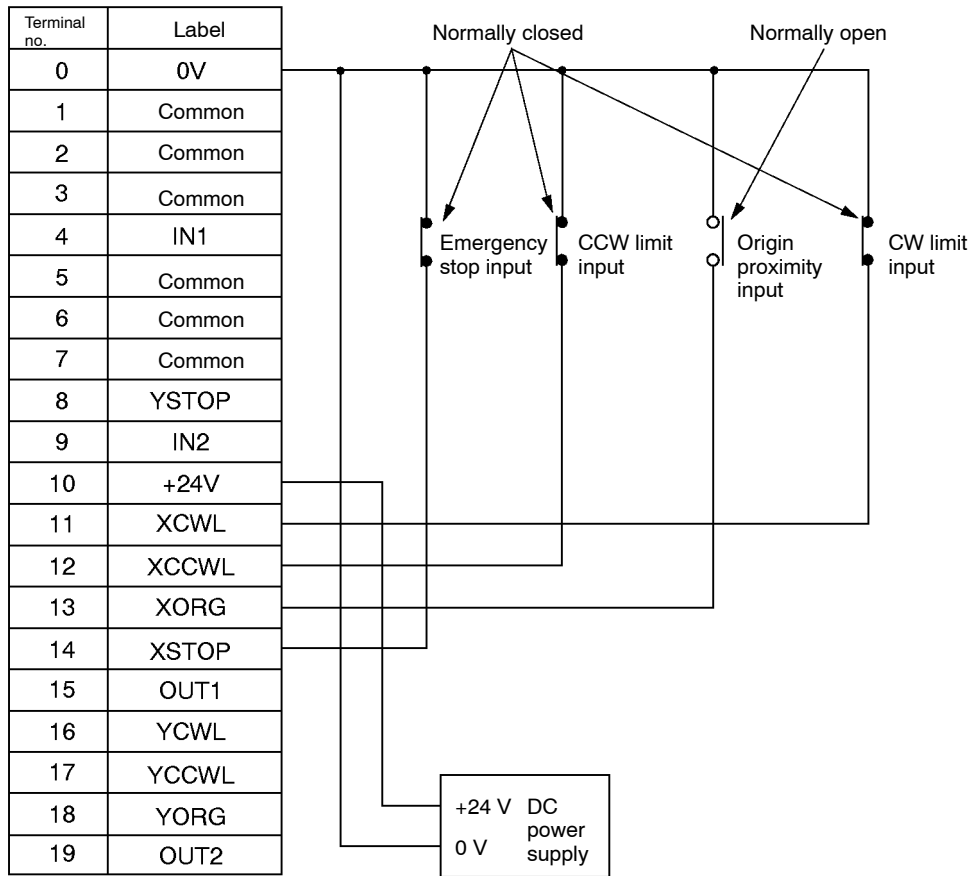 Terminal no. Label
0 0V
1 Common
2 Common
3 Common
4 IN1
5 Common
6 Common
7 Common
8 YSTOP
9 IN2
10 +24V
11 XCWL
12 XCCWL
13 XORG
14 XSTOP
15 OUT1
16 YCWL
17 YCCWL
18 YORG
19 OUT2
Normally closed
Normally open
Emergency
stop input
CCW limit
input
Origin
proximity
input
CW limit
input
+24 V DC
power
0 V supply